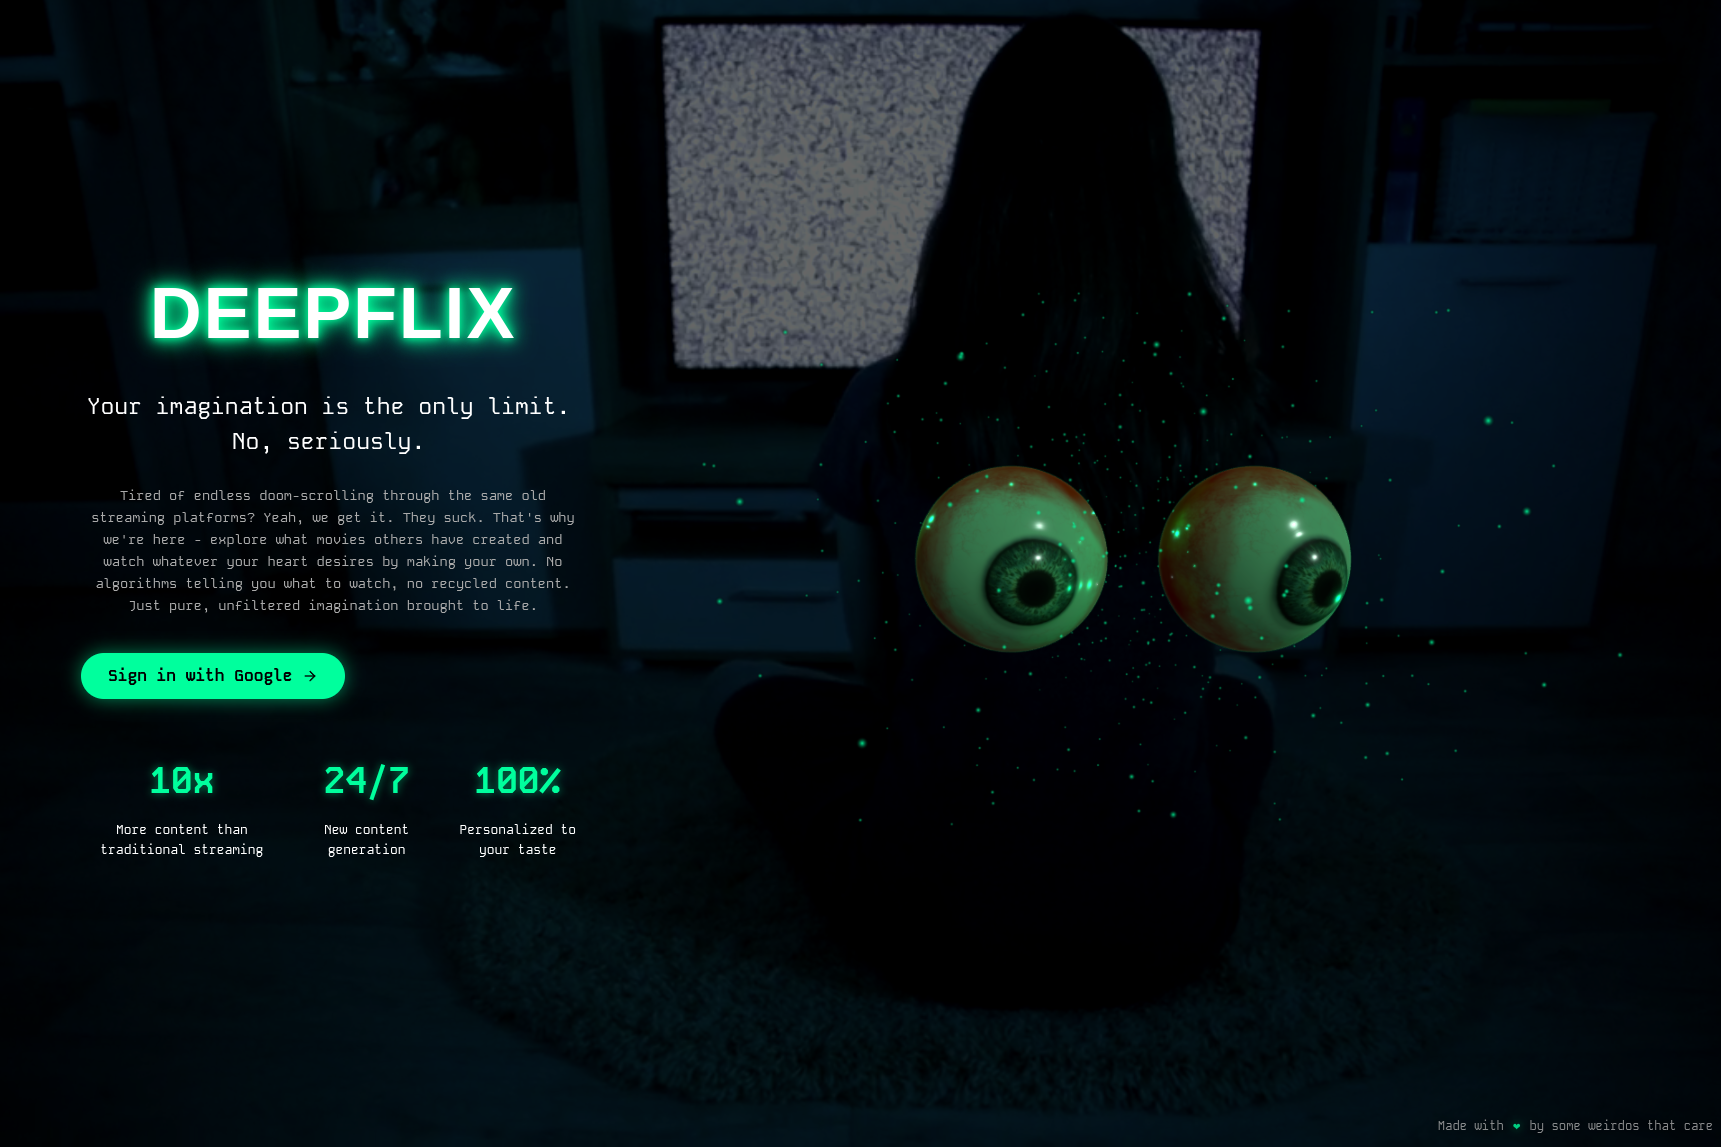 DEEPFLIX
Your imagination is the only limit.
No, seriously.
Tired of endless doom-scrolling through the same old
streaming platforms? Yeah, we get it. They suck. That's why
we're here - explore what movies others have created and
watch whatever your heart desires by making your own. No
algorithms telling you what to watch, no recycled content.
Just pure, unfiltered imagination brought to life.
Sign in with Google →
10x
More content than
traditional streaming
24/7
New content
generation
100%
Personalized to
your taste
Made with ❤ by some weirdos that care